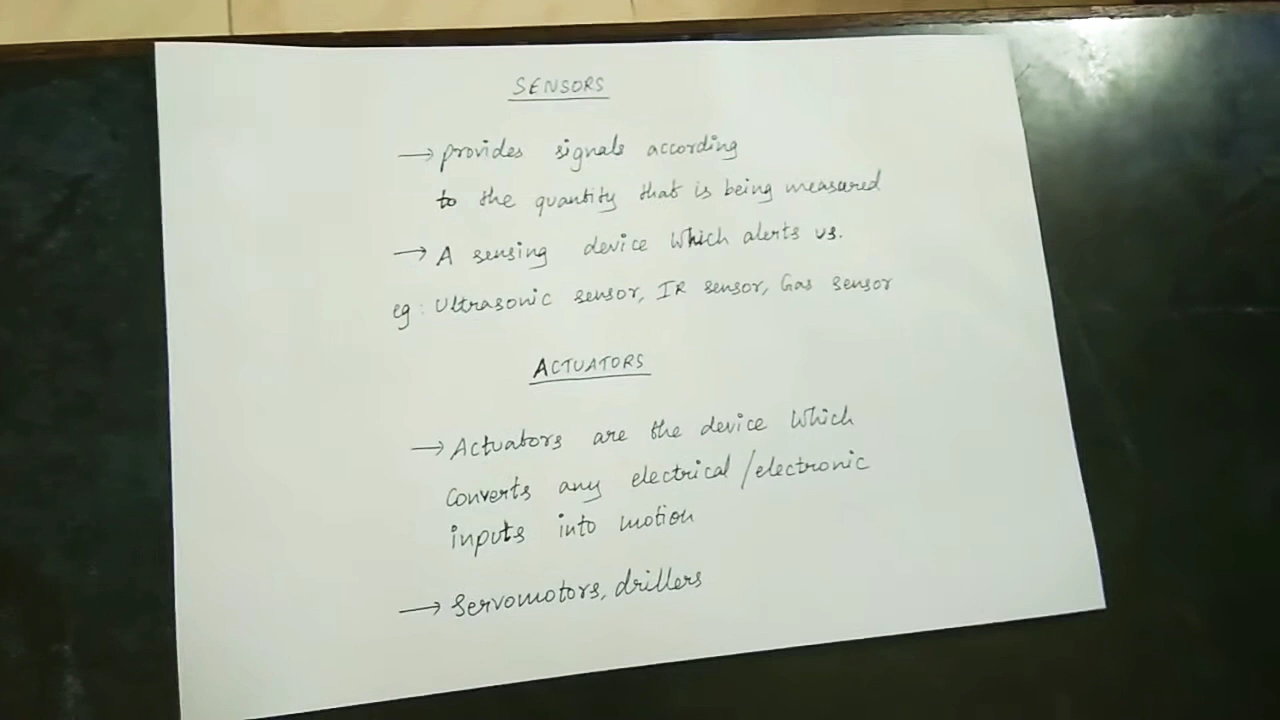 SENSORS
→ provides signals according
to the quantity that is being measured
→ A sensing device which alerts us.
eg: Ultrasonic sensor, IR sensor, Gas sensor
ACTUATORS
→ Actuators are the device which
converts any electrical/electronic
inputs into motion
→ Servomotors, drillers